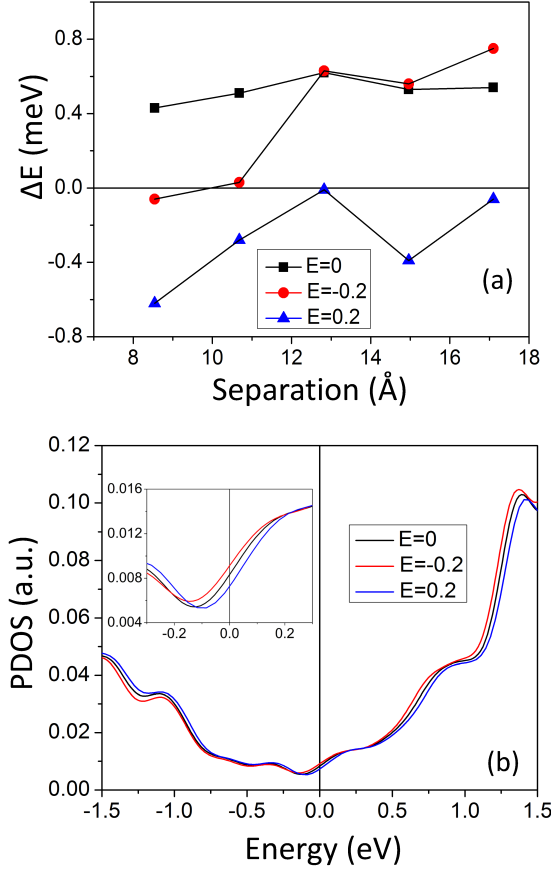 0.8
0.4
0.0
-0.4
-0.8
ΔE (meV)
E=0
E=-0.2
E=0.2
(a)
8 10 12 14 16 18
Separation (Å)
0.12
0.10
0.08
0.06
0.04
0.02
0.00
PDOS (a.u.)
0.016
0.012
0.008
0.004
-0.2 0.0 0.2
E=0
E=-0.2
E=0.2
(b)
-1.5 -1.0 -0.5 0.0 0.5 1.0 1.5
Energy (eV)